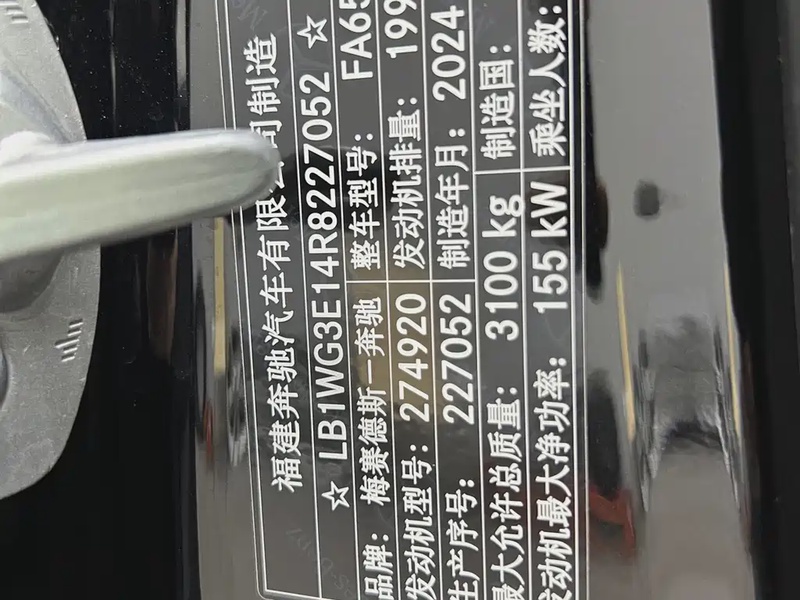 福建奔驰汽车有限公司制造
☆LB1WG3E14R8227052☆
品牌：梅赛德斯－奔驰 整车型号：FA65
发动机型号：274920 发动机排量：199
生产序号：227052 制造年月：2024
最大允许总质量：3100 kg 制造国：
发动机最大净功率：155 kW 乘坐人数：